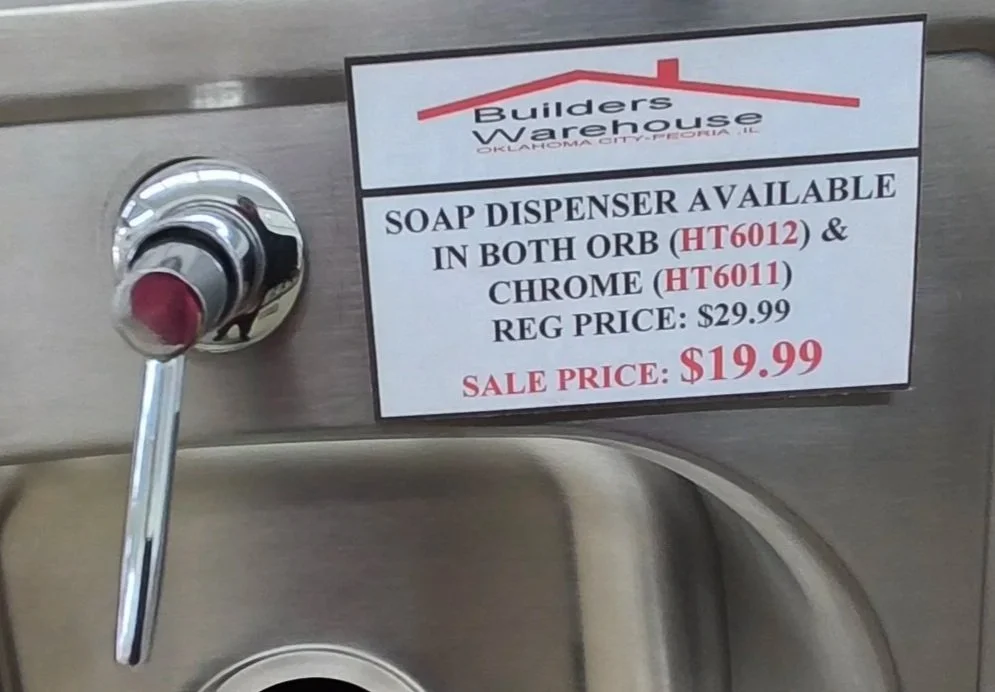 Builders
Warehouse
OKLAHOMA CITY-PEORIA ,IL
SOAP DISPENSER AVAILABLE
IN BOTH ORB (HT6012) &
CHROME (HT6011)
REG PRICE: $29.99
SALE PRICE: $19.99